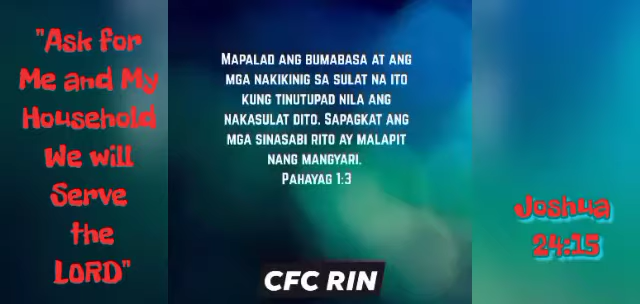 "Ask for
Me and My
Household
We will
Serve
the
LORD"
MAPALAD ANG BUMABASA AT ANG
MGA NAKIKINIG SA SULAT NA ITO
KUNG TINUTUPAD NILA ANG
NAKASULAT DITO. SAPAGKAT ANG
MGA SINASABI RITO AY MALAPIT
NANG MANGYARI.
PAHAYAG 1:3
CFC RIN
Joshua
24:15